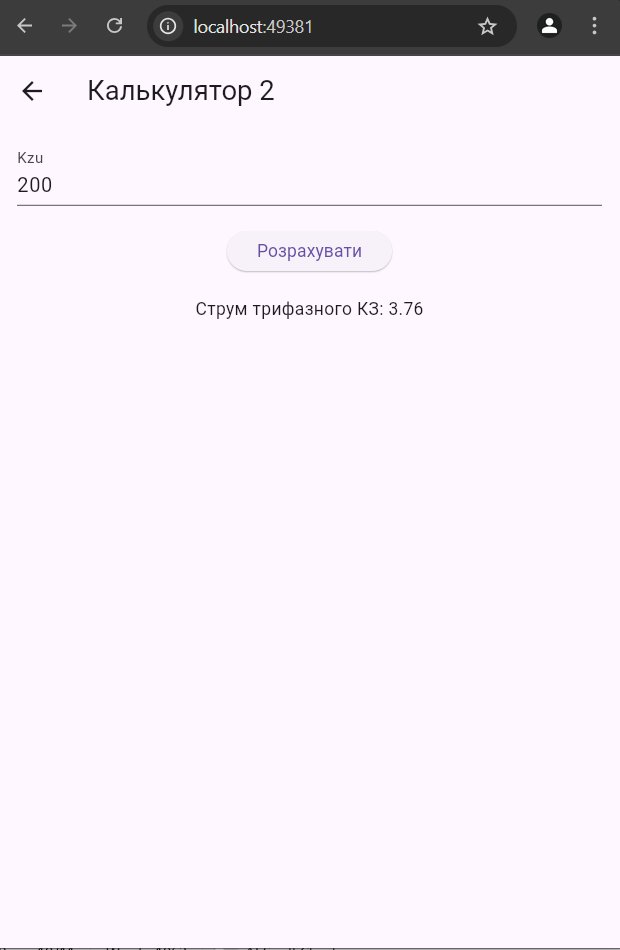 localhost:49381
Калькулятор 2
Kzu
200
Розрахувати
Струм трифазного КЗ: 3.76